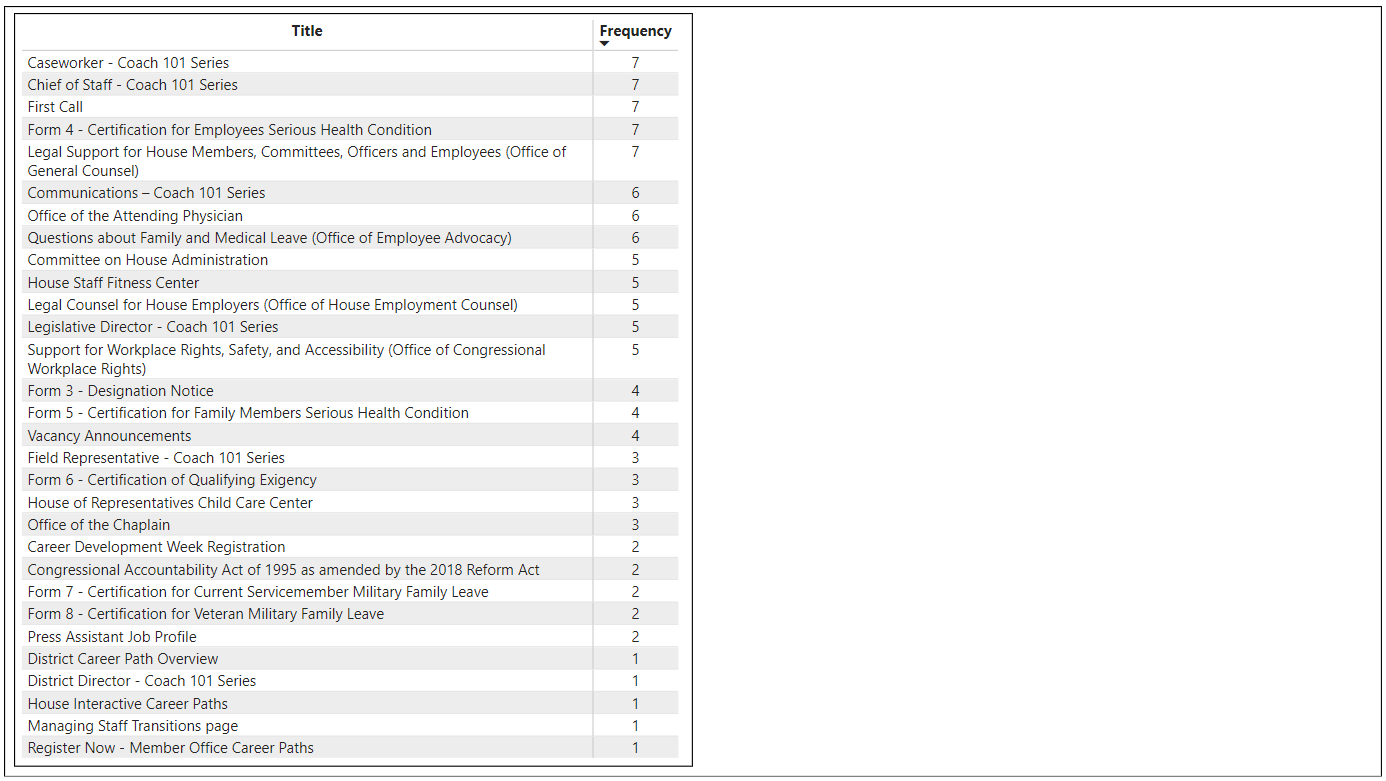 Title Frequency
Caseworker - Coach 101 Series 7
Chief of Staff - Coach 101 Series 7
First Call 7
Form 4 - Certification for Employees Serious Health Condition 7
Legal Support for House Members, Committees, Officers and Employees (Office of 7
General Counsel)
Communications – Coach 101 Series 6
Office of the Attending Physician 6
Questions about Family and Medical Leave (Office of Employee Advocacy) 6
Committee on House Administration 5
House Staff Fitness Center 5
Legal Counsel for House Employers (Office of House Employment Counsel) 5
Legislative Director - Coach 101 Series 5
Support for Workplace Rights, Safety, and Accessibility (Office of Congressional 5
Workplace Rights)
Form 3 - Designation Notice 4
Form 5 - Certification for Family Members Serious Health Condition 4
Vacancy Announcements 4
Field Representative - Coach 101 Series 3
Form 6 - Certification of Qualifying Exigency 3
House of Representatives Child Care Center 3
Office of the Chaplain 3
Career Development Week Registration 2
Congressional Accountability Act of 1995 as amended by the 2018 Reform Act 2
Form 7 - Certification for Current Servicemember Military Family Leave 2
Form 8 - Certification for Veteran Military Family Leave 2
Press Assistant Job Profile 2
District Career Path Overview 1
District Director - Coach 101 Series 1
House Interactive Career Paths 1
Managing Staff Transitions page 1
Register Now - Member Office Career Paths 1